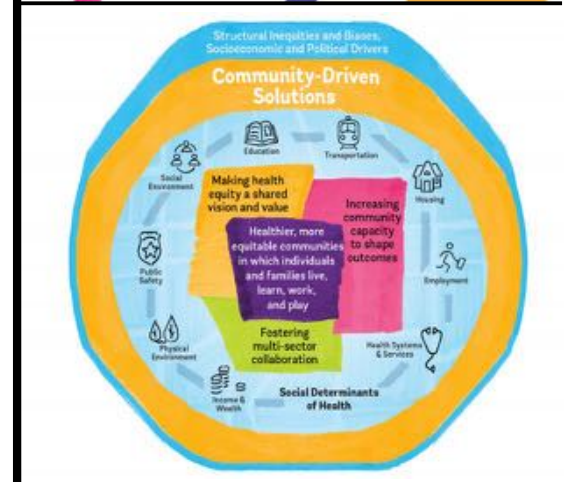 Structural Inequities and Biases,
Socioeconomic and Political Drivers
Community-Driven
Solutions
Education
Transportation
Social
Environment
Housing
Making health
equity a shared
vision and value
Increasing
community
capacity
to shape
outcomes
Healthier, more
equitable communities
in which individuals
and families live,
learn, work,
and play
Public
Safety
Employment
Fostering
multi-sector
collaboration
Physical
Environment
Health Systems
& Services
Income &
Wealth
Social Determinants
of Health